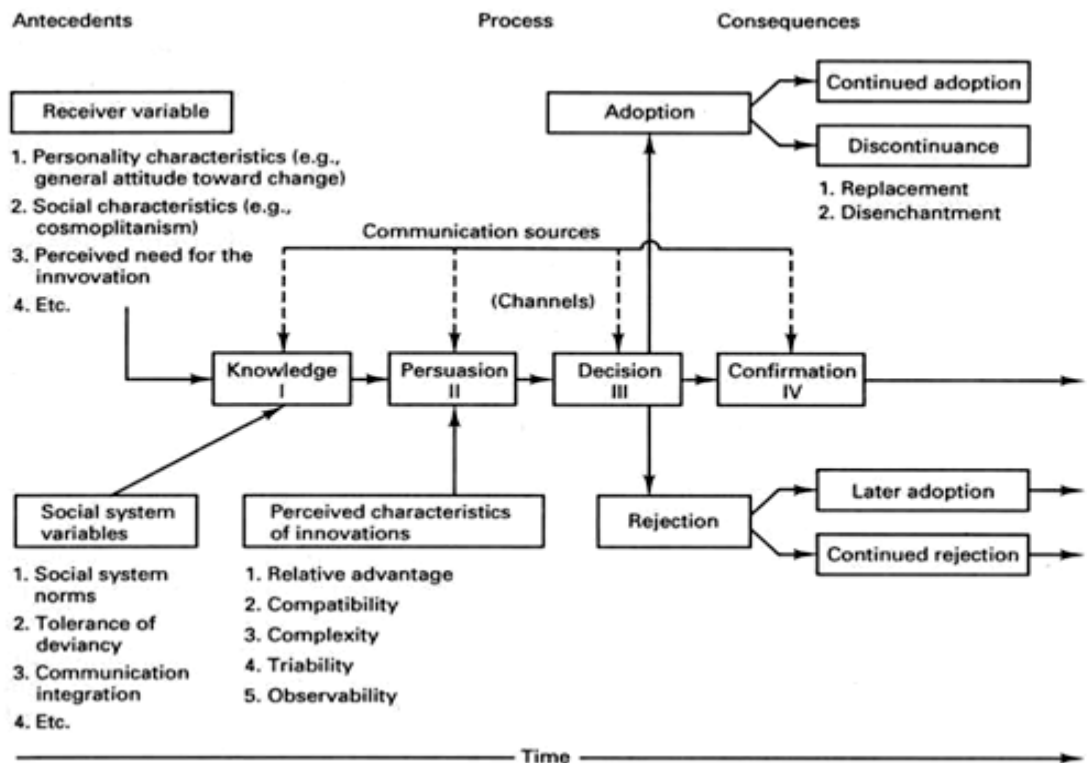 Antecedents
Process
Consequences
Receiver variable
1. Personality characteristics (e.g.,
general attitude toward change)
2. Social characteristics (e.g.,
cosmoplitanism)
3. Perceived need for the
innvovation
4. Etc.
Adoption
Continued adoption
Discontinuance
1. Replacement
2. Disenchantment
Communication sources
(Channels)
Knowledge
I
Persuasion
II
Decision
III
Confirmation
IV
Social system
variables
1. Social system
norms
2. Tolerance of
deviancy
3. Communication
integration
4. Etc.
Perceived characteristics
of innovations
1. Relative advantage
2. Compatibility
3. Complexity
4. Triability
5. Observability
Rejection
Later adoption
Continued rejection
Time